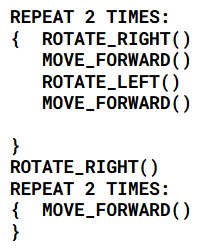 REPEAT 2 TIMES:
{  ROTATE_RIGHT()
   MOVE_FORWARD()
   ROTATE_LEFT()
   MOVE_FORWARD()

}
ROTATE_RIGHT()
REPEAT 2 TIMES:
{  MOVE_FORWARD()
}